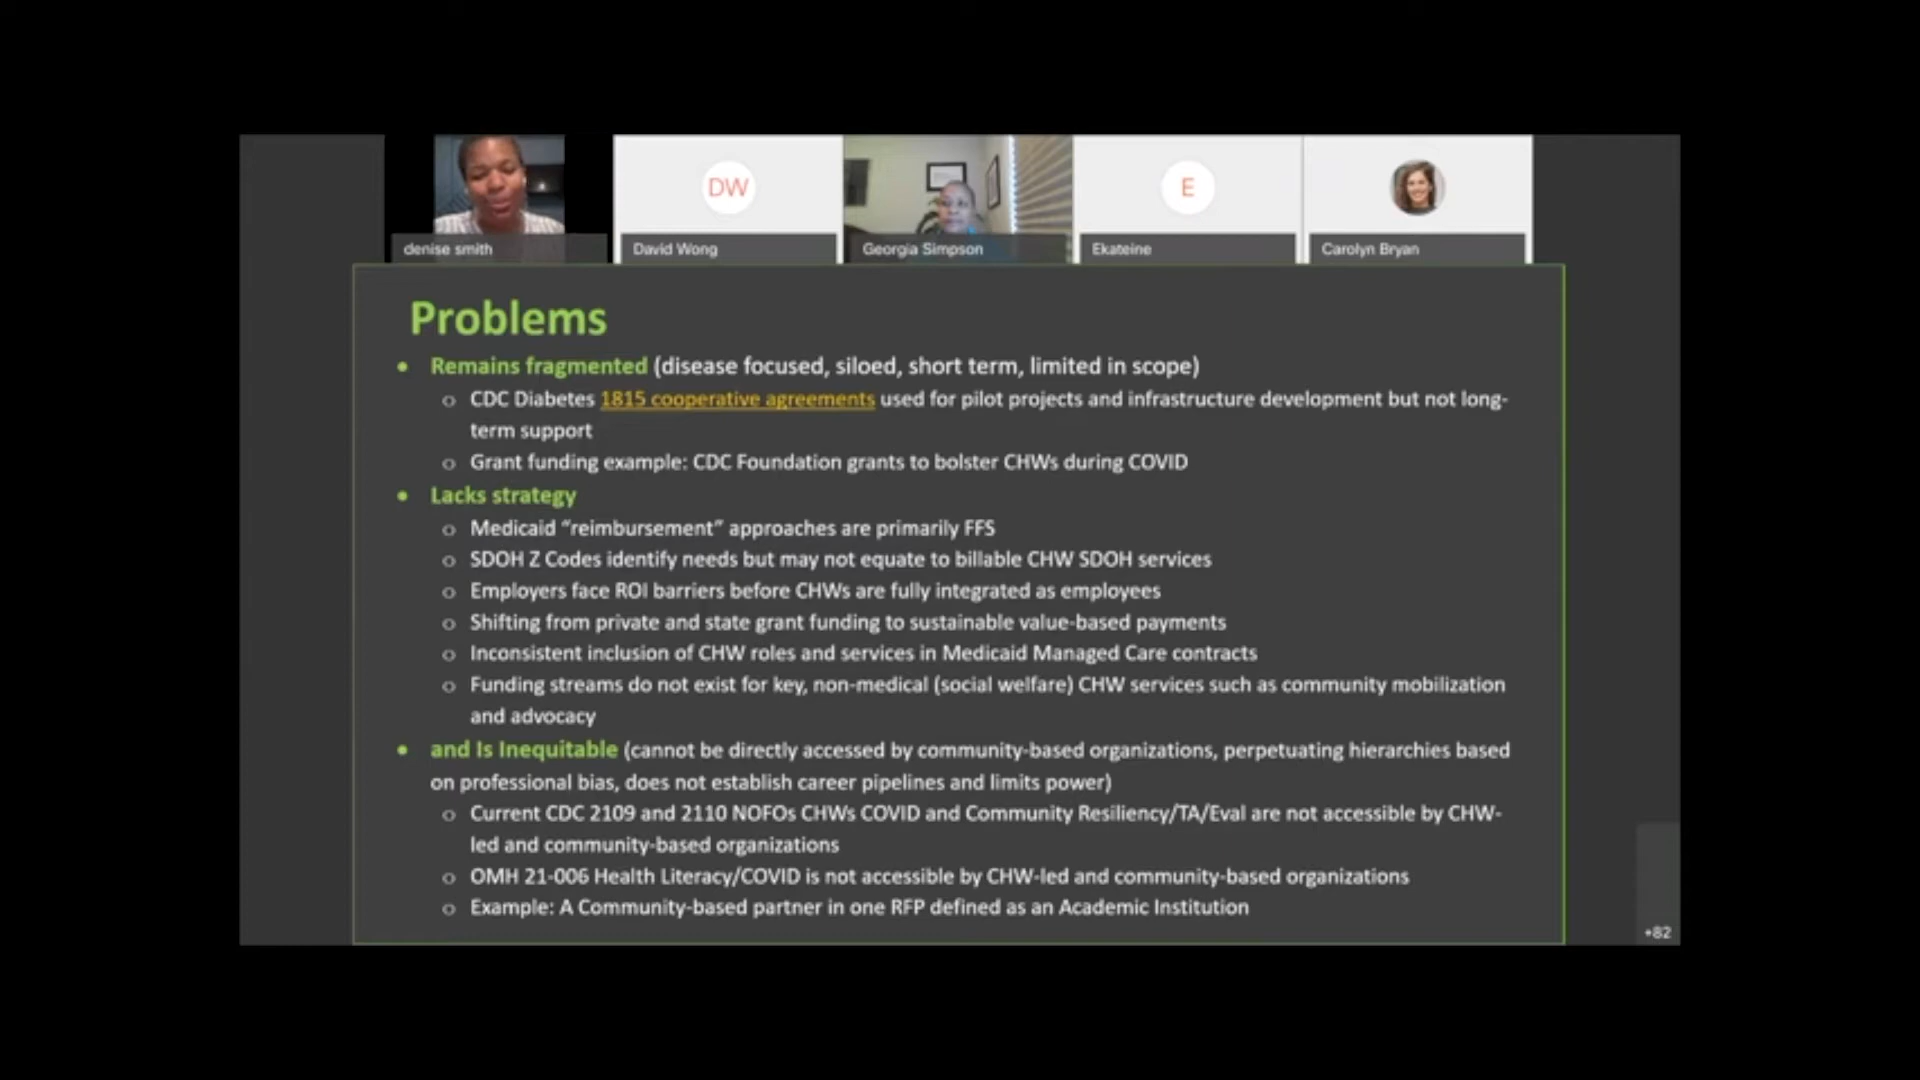 DW
E
denise smith
David Wong
Georgia Simpson
Ekateine
Carolyn Bryan
Problems
• Remains fragmented (disease focused, siloed, short term, limited in scope)
o CDC Diabetes 1815 cooperative agreements used for pilot projects and infrastructure development but not long-
term support
o Grant funding example: CDC Foundation grants to bolster CHWs during COVID
• Lacks strategy
o Medicaid “reimbursement” approaches are primarily FFS
o SDOH Z Codes identify needs but may not equate to billable CHW SDOH services
o Employers face ROI barriers before CHWs are fully integrated as employees
o Shifting from private and state grant funding to sustainable value-based payments
o Inconsistent inclusion of CHW roles and services in Medicaid Managed Care contracts
o Funding streams do not exist for key, non-medical (social welfare) CHW services such as community mobilization
and advocacy
• and Is Inequitable (cannot be directly accessed by community-based organizations, perpetuating hierarchies based
on professional bias, does not establish career pipelines and limits power)
o Current CDC 2109 and 2110 NOFOs CHWs COVID and Community Resiliency/TA/Eval are not accessible by CHW-
led and community-based organizations
o OMH 21-006 Health Literacy/COVID is not accessible by CHW-led and community-based organizations
o Example: A Community-based partner in one RFP defined as an Academic Institution
+82